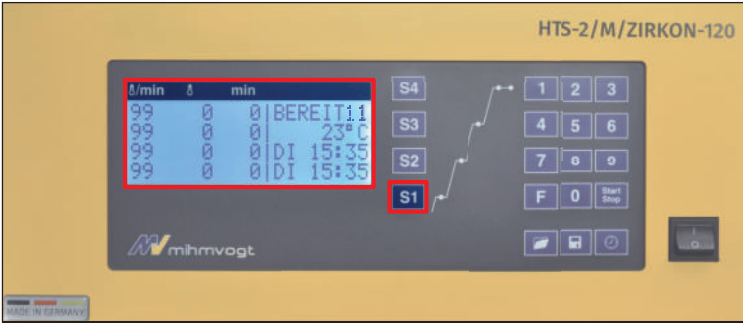 HTS-2/M/ZIRKON-120
/min min
99 0 0|BEREIT11
99 0 0| 23°C
99 0 0|DI 15:35
99 0 0|DI 15:35
S4
S3
S2
S1
1 2 3
4 5 6
7 8 9
F 0 Start Stop
mihmvogt
MADE IN GERMANY